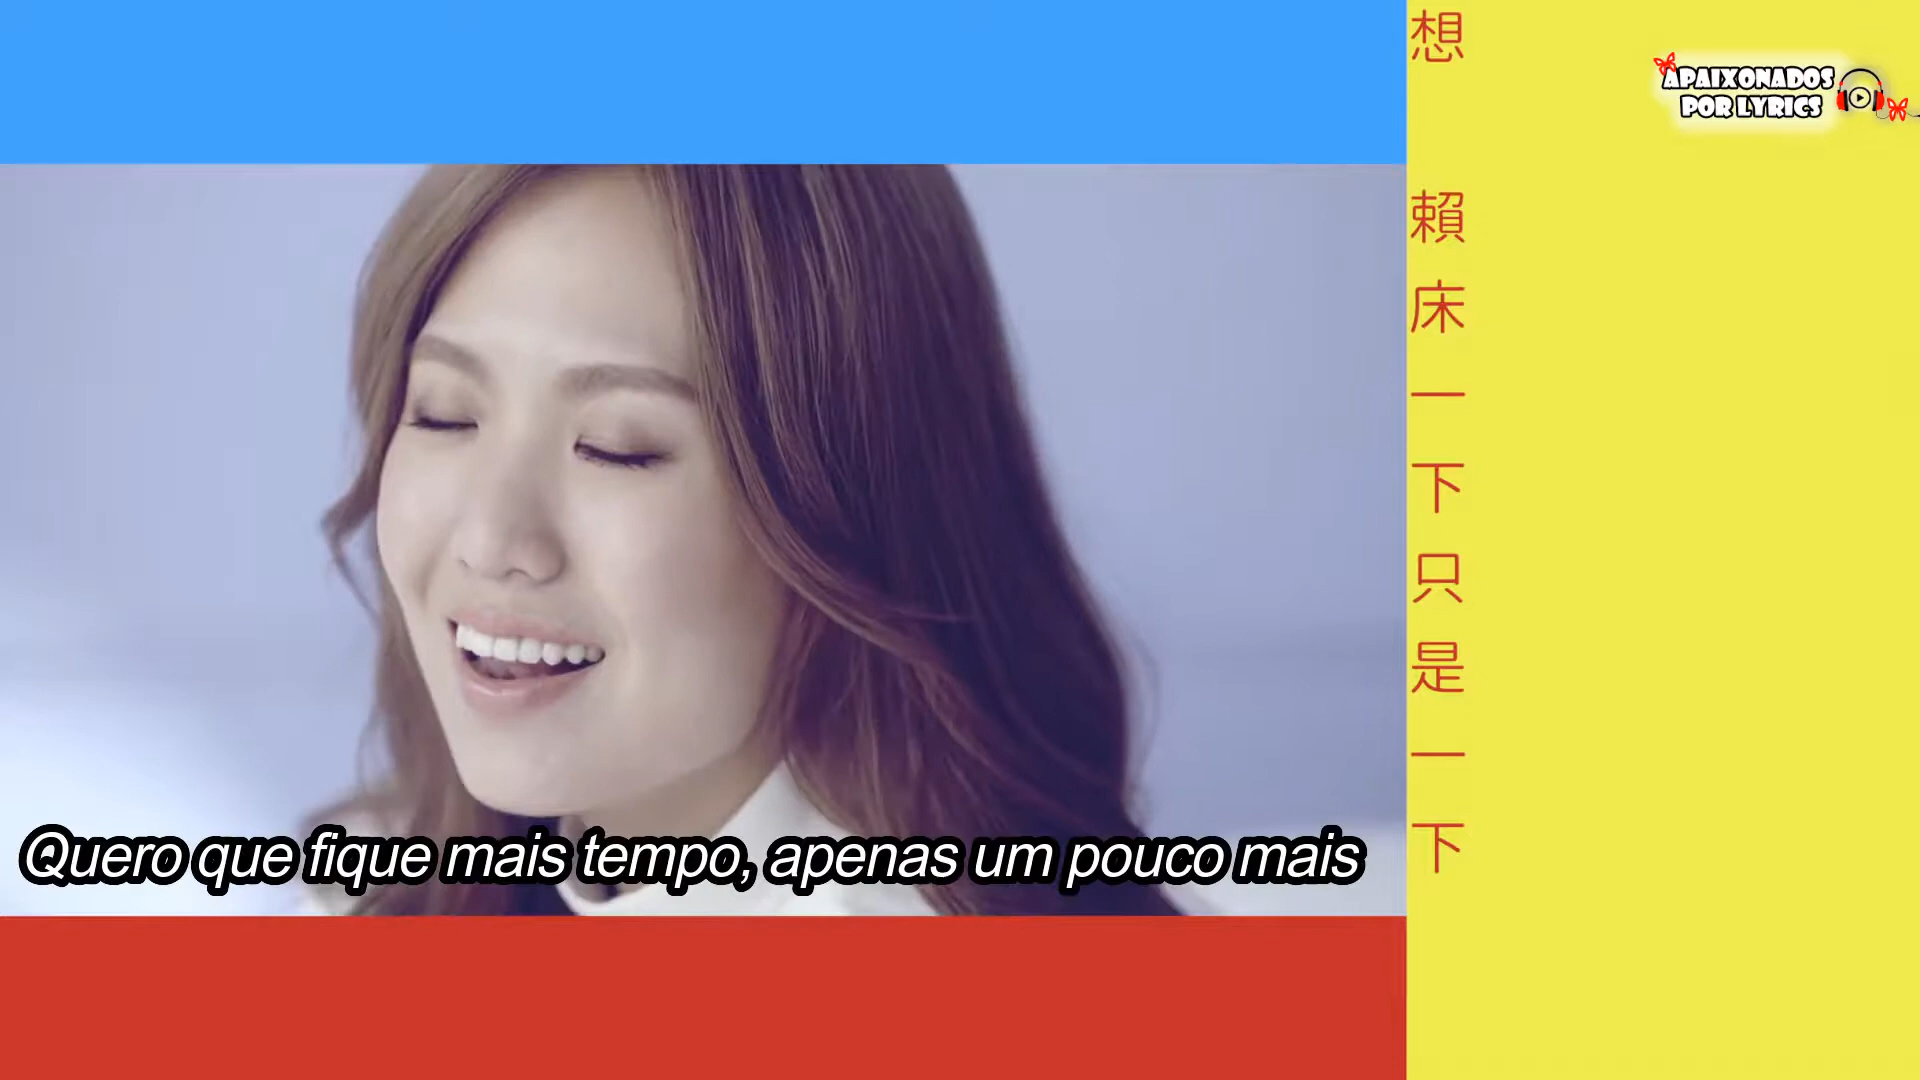 想 賴床一下只是一下
APAIXONADOS
POR LYRICS
Quero que fique mais tempo, apenas um pouco mais